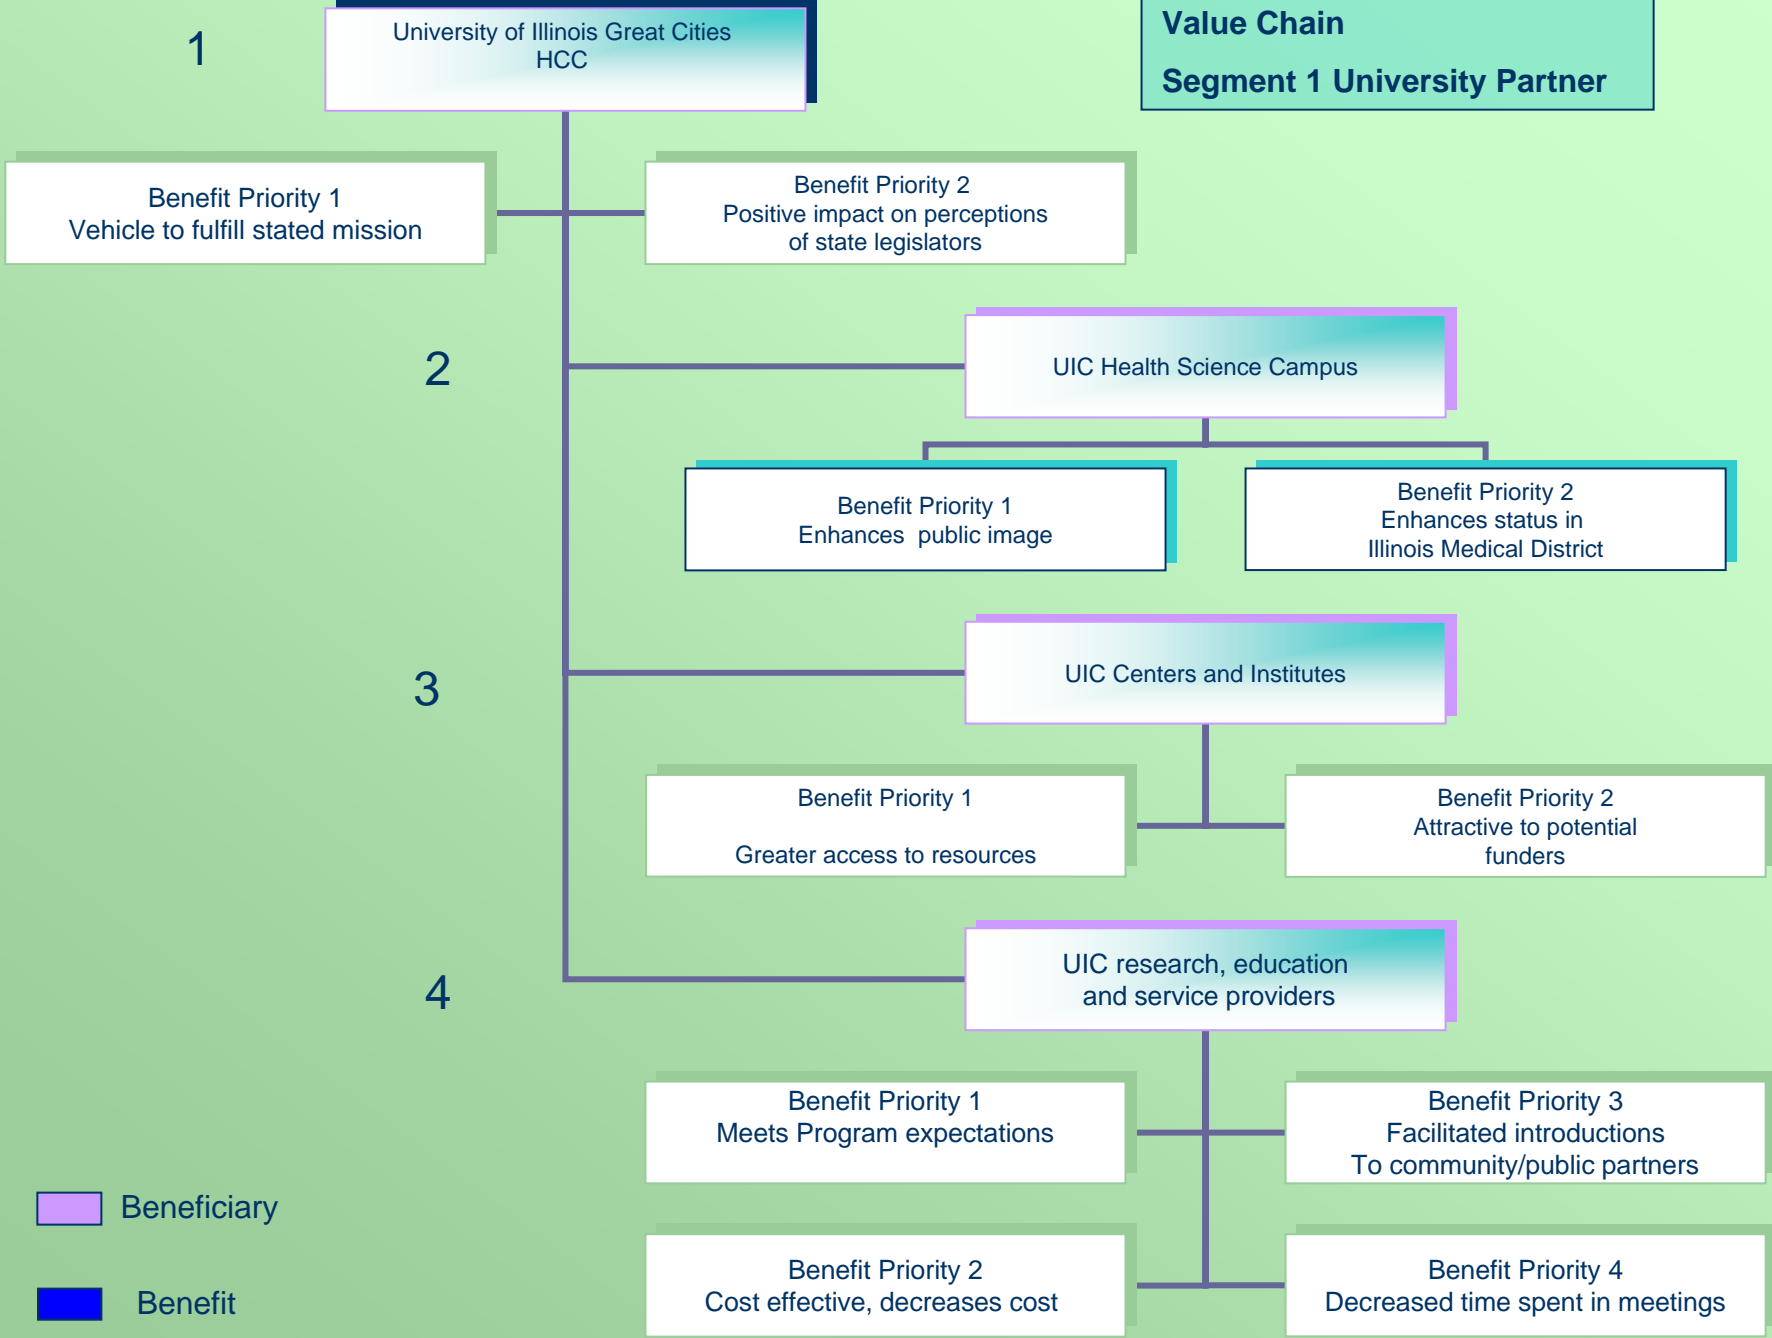 1
University of Illinois Great Cities
HCC
Value Chain
Segment 1 University Partner
Benefit Priority 1
Vehicle to fulfill stated mission
Benefit Priority 2
Positive impact on perceptions
of state legislators
2
UIC Health Science Campus
Benefit Priority 1
Enhances  public image
Benefit Priority 2
Enhances status in
Illinois Medical District
3
UIC Centers and Institutes
Benefit Priority 1
Greater access to resources
Benefit Priority 2
Attractive to potential
funders
4
UIC research, education
and service providers
Benefit Priority 1
Meets Program expectations
Benefit Priority 3
Facilitated introductions
To community/public partners
Benefit Priority 2
Cost effective, decreases cost
Benefit Priority 4
Decreased time spent in meetings
Beneficiary
Benefit